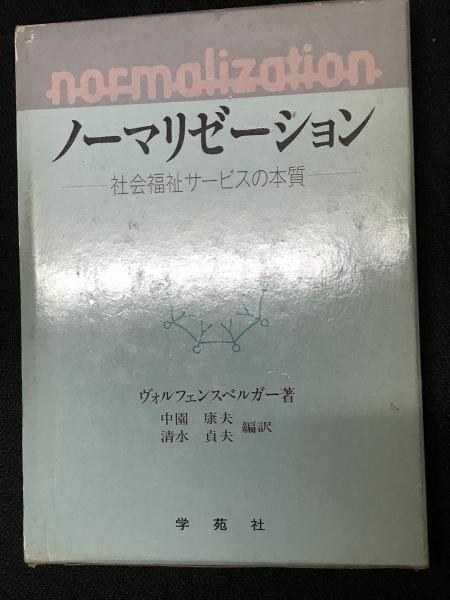 normalization
ノーマリゼーション
社会福祉サービスの本質
ヴォルフェンスベルガー著
中園 康夫
清水 貞夫 編訳
学苑社